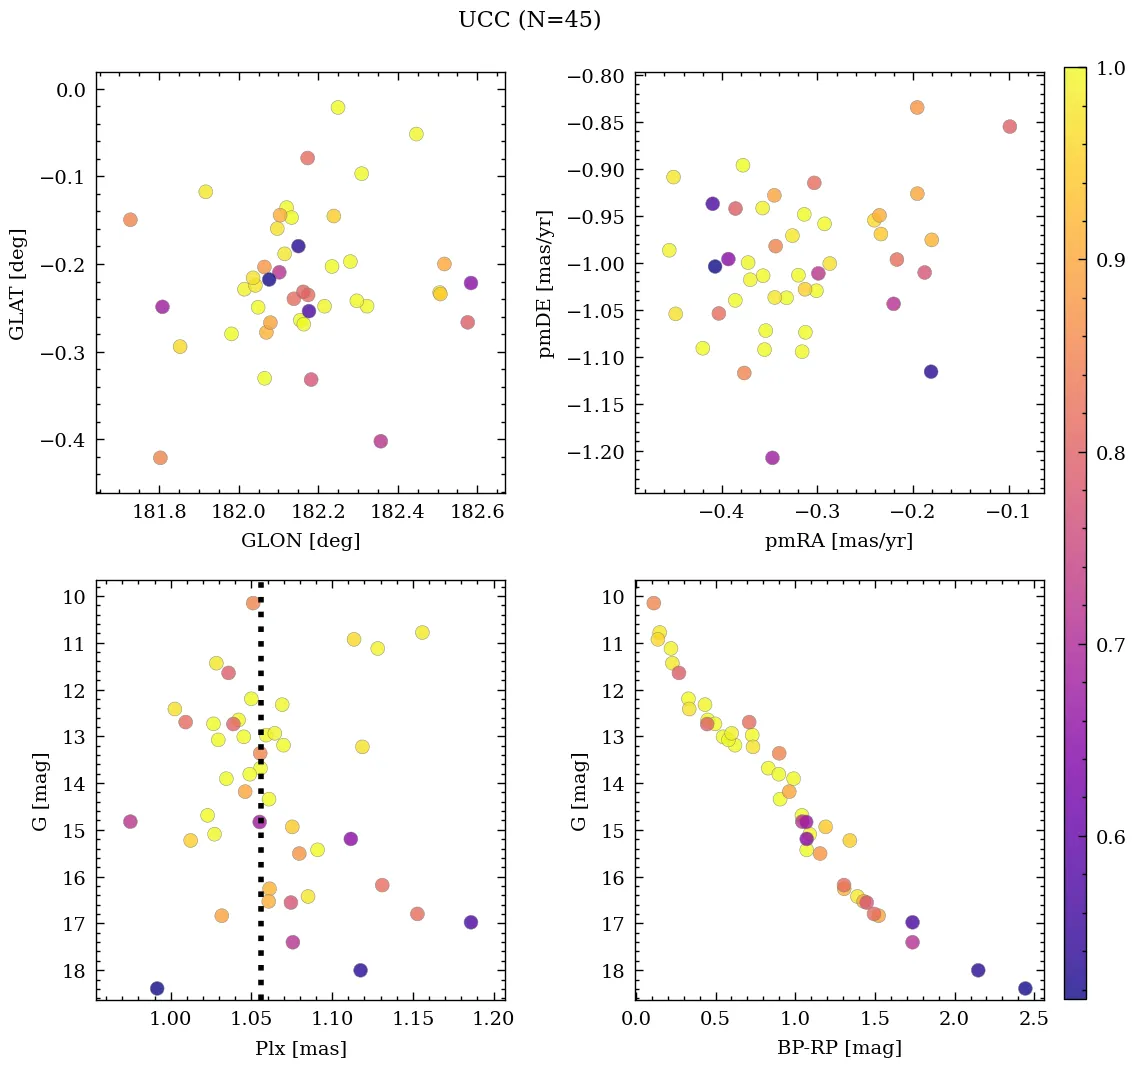 UCC (N=45)
0.0
−0.1
−0.2
−0.3
−0.4
GLAT [deg]
181.8 182.0 182.2 182.4 182.6
GLON [deg]
−0.80
−0.85
−0.90
−0.95
−1.00
−1.05
−1.10
−1.15
−1.20
pmDE [mas/yr]
−0.4 −0.3 −0.2 −0.1
pmRA [mas/yr]
1.0
0.9
0.8
0.7
0.6
10
11
12
13
14
15
16
17
18
G [mag]
1.00 1.05 1.10 1.15 1.20
Plx [mas]
10
11
12
13
14
15
16
17
18
G [mag]
0.0 0.5 1.0 1.5 2.0 2.5
BP-RP [mag]